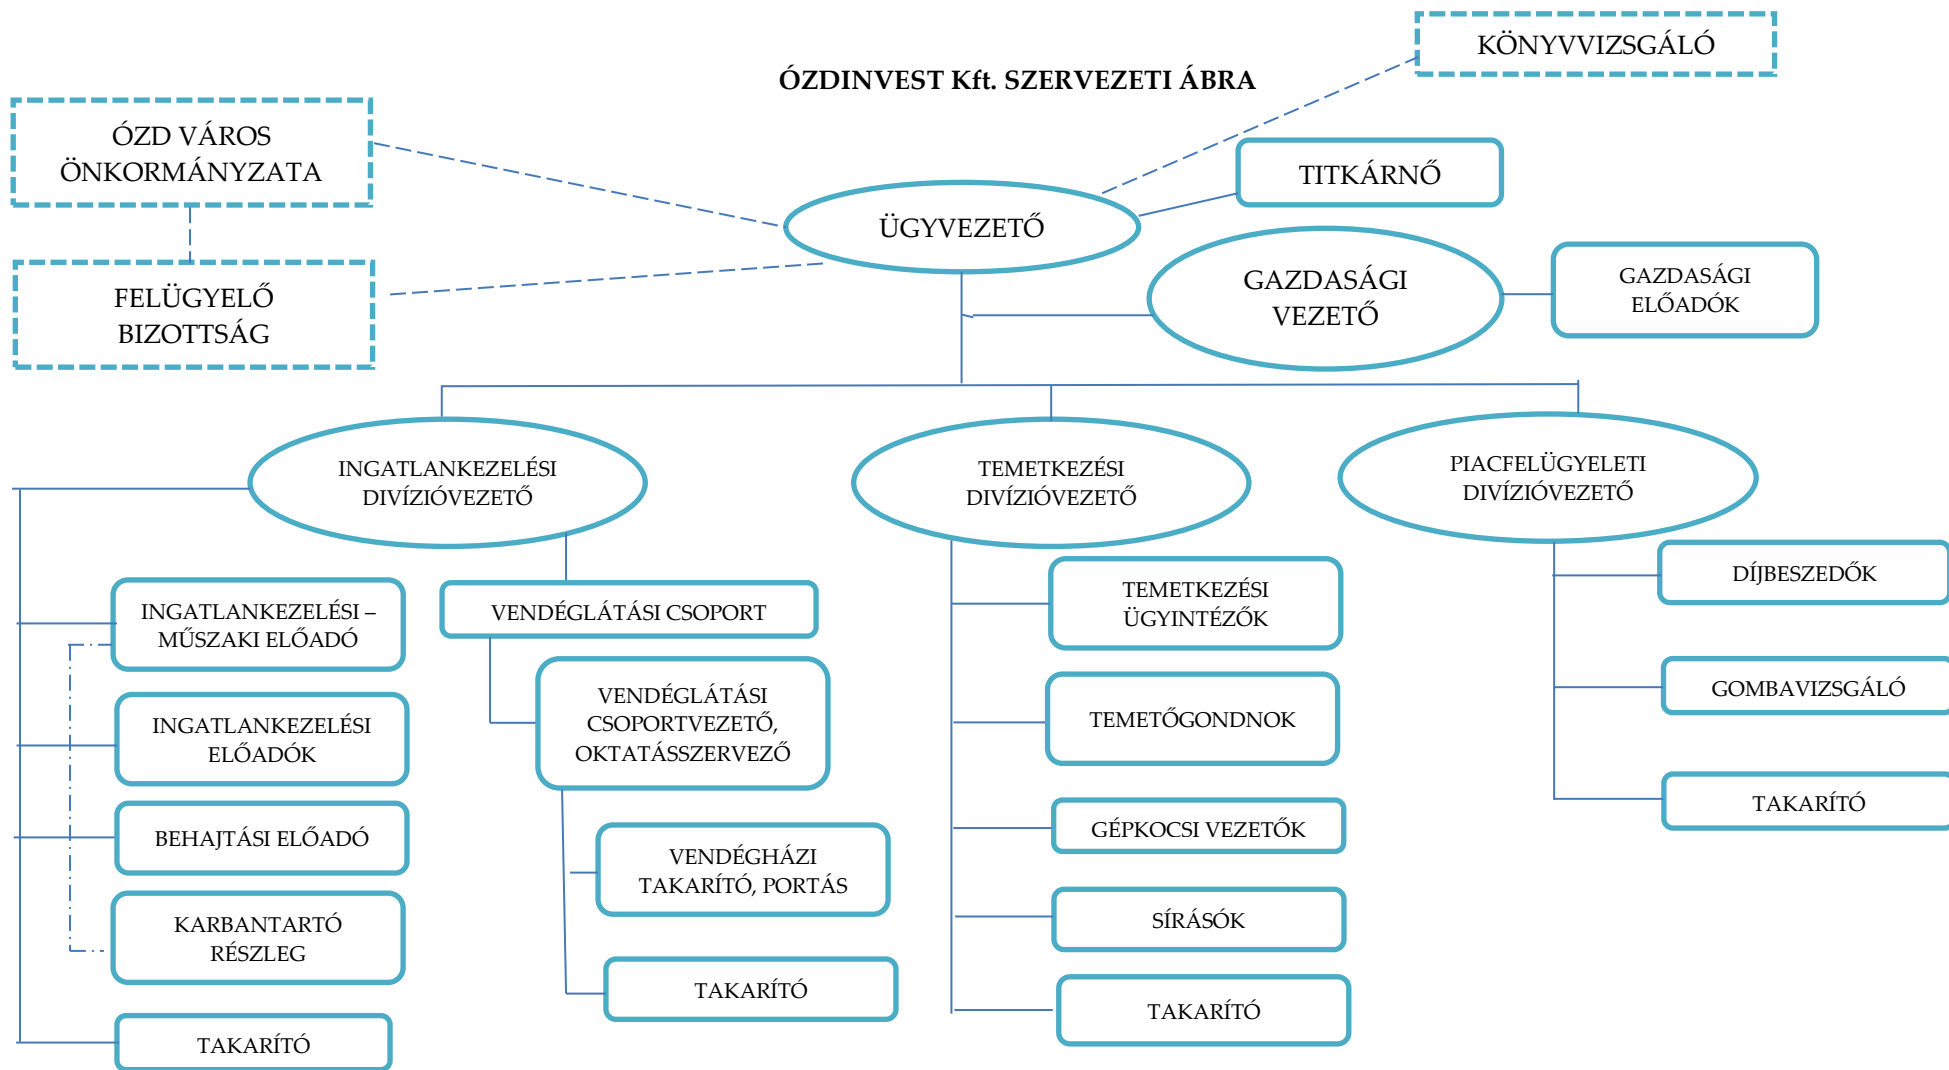 KÖNYVVIZSGÁLÓ
ÓZDINVEST Kft. SZERVEZETI ÁBRA
ÓZD VÁROS
ÖNKORMÁNYZATA
TITKÁRNŐ
ÜGYVEZETŐ
FELÜGYELŐ
BIZOTTSÁG
GAZDASÁGI
VEZETŐ
GAZDASÁGI
ELŐADÓK
INGATLANKEZELÉSI
DIVÍZIÓVEZETŐ
TEMETKEZÉSI
DIVÍZIÓVEZETŐ
PIACFELÜGYELETI
DIVÍZIÓVEZETŐ
INGATLANKEZELÉSI –
MŰSZAKI ELŐADÓ
INGATLANKEZELÉSI
ELŐADÓK
BEHAJTÁSI ELŐADÓ
KARBANTARTÓ
RÉSZLEG
TAKARÍTÓ
VENDÉGLÁTÁSI CSOPORT
VENDÉGLÁTÁSI
CSOPORTVEZETŐ,
OKTATÁSSZERVEZŐ
VENDÉGHÁZI
TAKARÍTÓ, PORTÁS
TAKARÍTÓ
TEMETKEZÉSI
ÜGYINTÉZŐK
TEMETŐGONDNOK
GÉPKOCSI VEZETŐK
SÍRÁSÓK
TAKARÍTÓ
DÍJBESZEDŐK
GOMBAVIZSGÁLÓ
TAKARÍTÓ